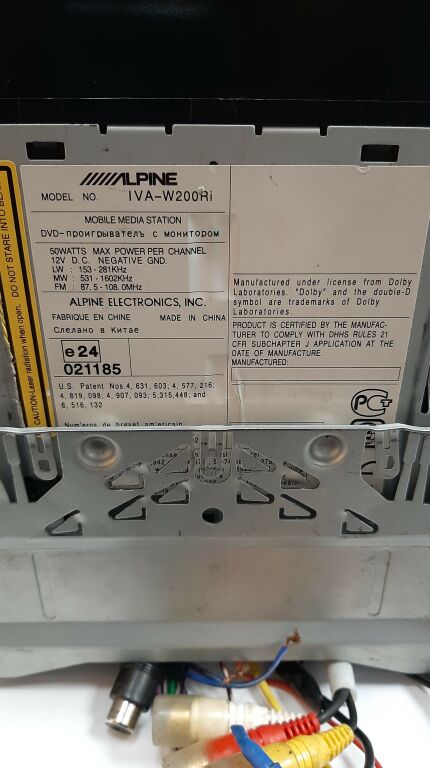 ALPINE
MODEL NO. IVA-W200Ri
MOBILE MEDIA STATION
DVD-проигрыватель с монитором
50WATTS MAX POWER PER CHANNEL
12V D.C. NEGATIVE GND.
LW : 153 - 281KHz
MW : 531 - 1602KHz
FM : 87. 5 - 108. 0MHz
ALPINE ELECTRONICS, INC.
FABRIQUE EN CHINE MADE IN CHINA
Сделано в Китае
e24
021185
U.S. Patent Nos. 4, 631, 603; 4, 577, 216;
4, 819, 098; 4, 907, 093; 5,315,448; and
6, 516, 132
Numéros de brevet américain
Manufactured under license from Dolby
Laboratories. "Dolby" and the double-D
symbol are trademarks of Dolby
Laboratories.
PRODUCT IS CERTIFIED BY THE MANUFAC-
TURER TO COMPLY WITH DHHS RULES 21
CFR SUBCHAPTER J APPLICATION AT THE
DATE OF MANUFACTURE.
MANUFACTURED:
CAUTION-Laser radiation when open. DO NOT STARE INTO BEAM